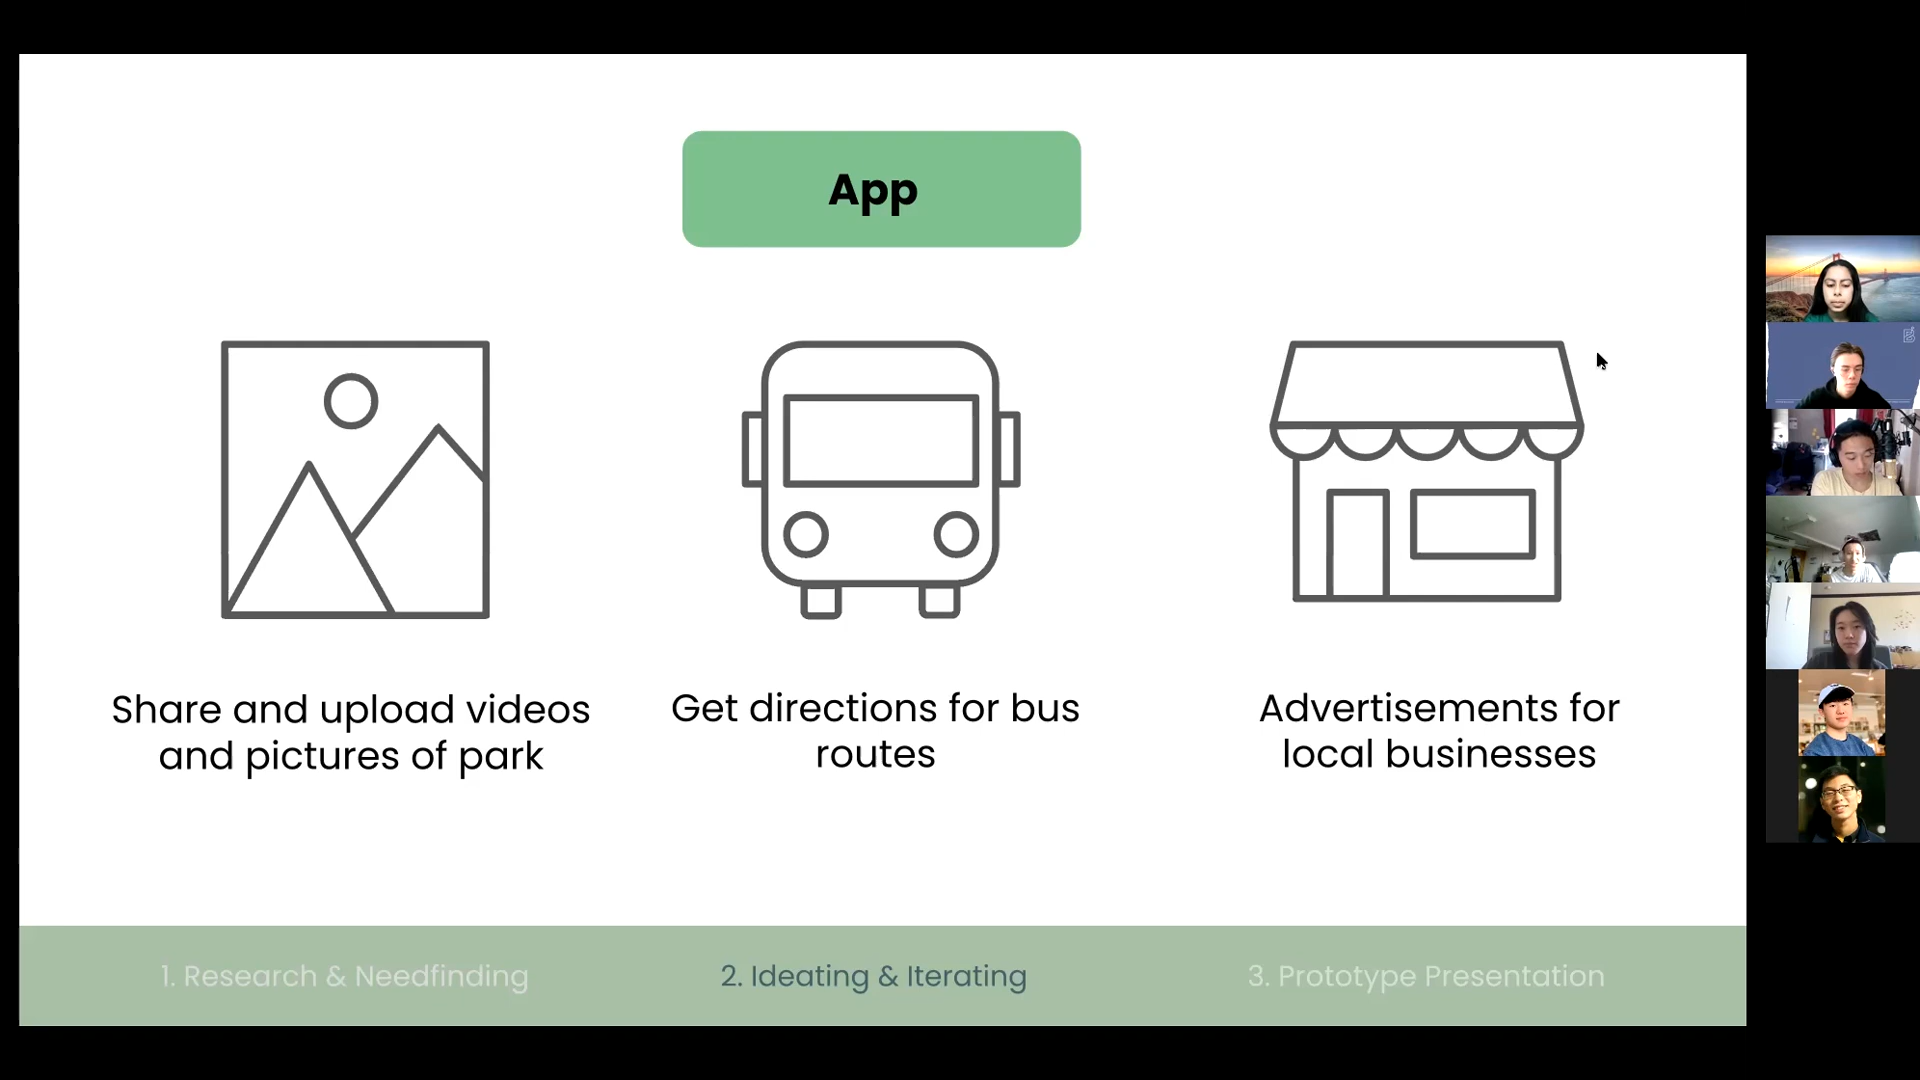 App
Share and upload videos
and pictures of park
Get directions for bus
routes
Advertisements for
local businesses
1. Research & Needfinding
2. Ideating & Iterating
3. Prototype Presentation